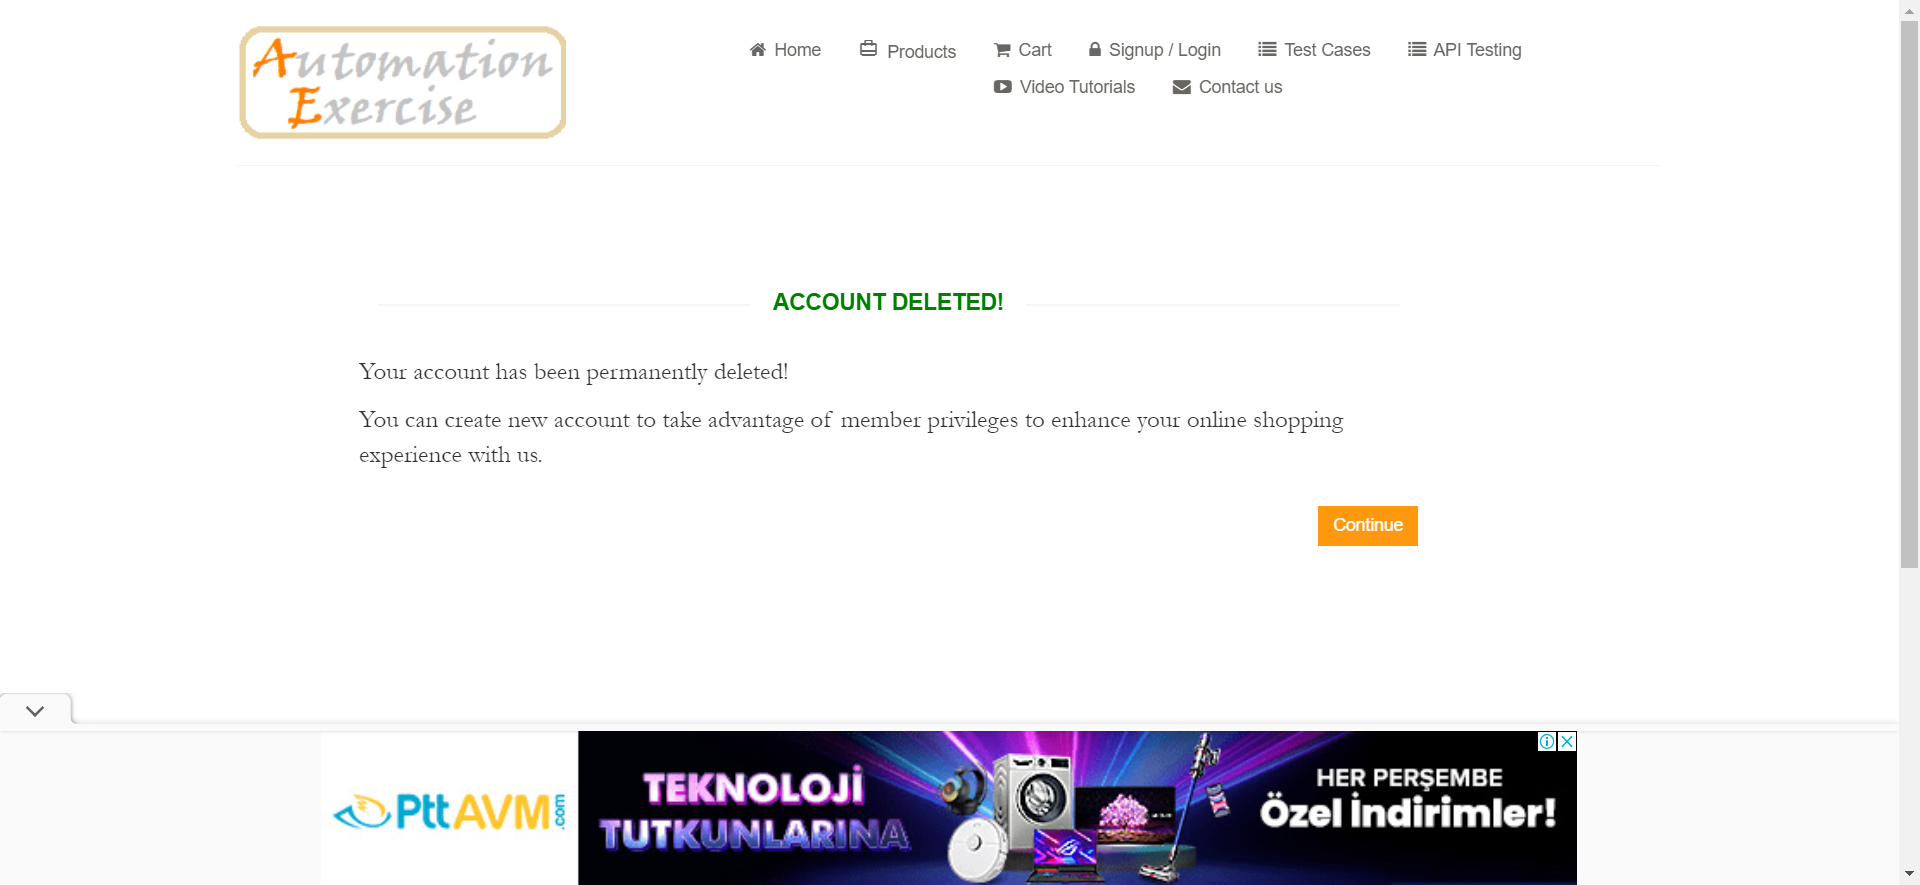 Automation
Exercise
Home
Products
Cart
Signup / Login
Test Cases
API Testing
Video Tutorials
Contact us
ACCOUNT DELETED!
Your account has been permanently deleted!
You can create new account to take advantage of member privileges to enhance your online shopping
experience with us.
Continue
PttAVM.com
TEKNOLOJİ
TUTKUNLARINA
HER PERŞEMBE
Özel İndirimler!